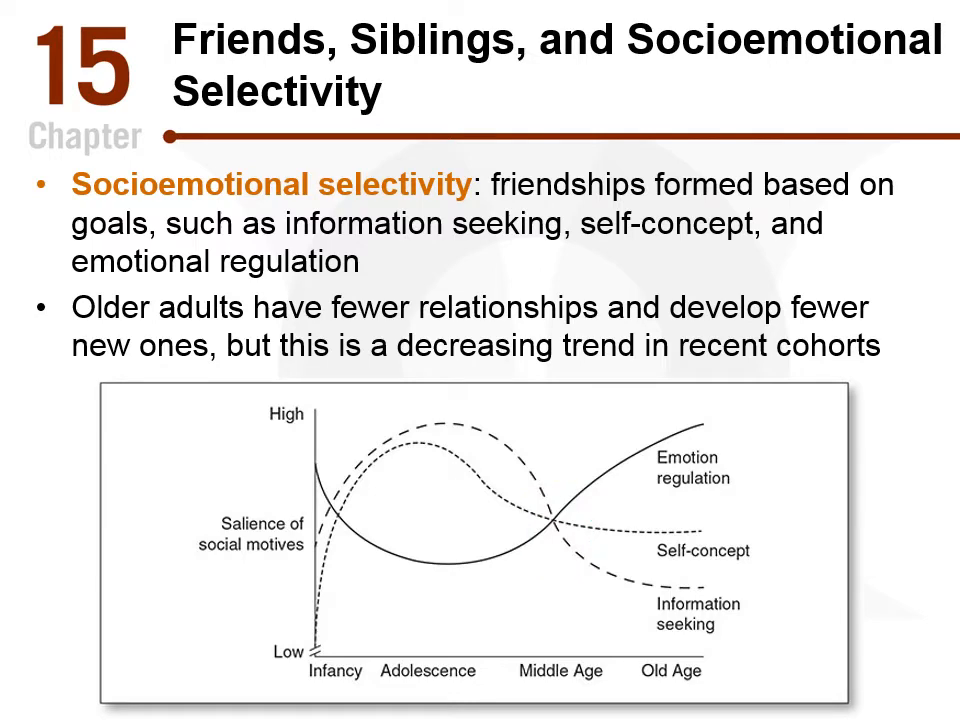 15
Chapter
Friends, Siblings, and Socioemotional
Selectivity
• Socioemotional selectivity: friendships formed based on
goals, such as information seeking, self-concept, and
emotional regulation
• Older adults have fewer relationships and develop fewer
new ones, but this is a decreasing trend in recent cohorts
High
Emotion
regulation
Salience of
social motives
Self-concept
Information
seeking
Low
Infancy Adolescence Middle Age Old Age